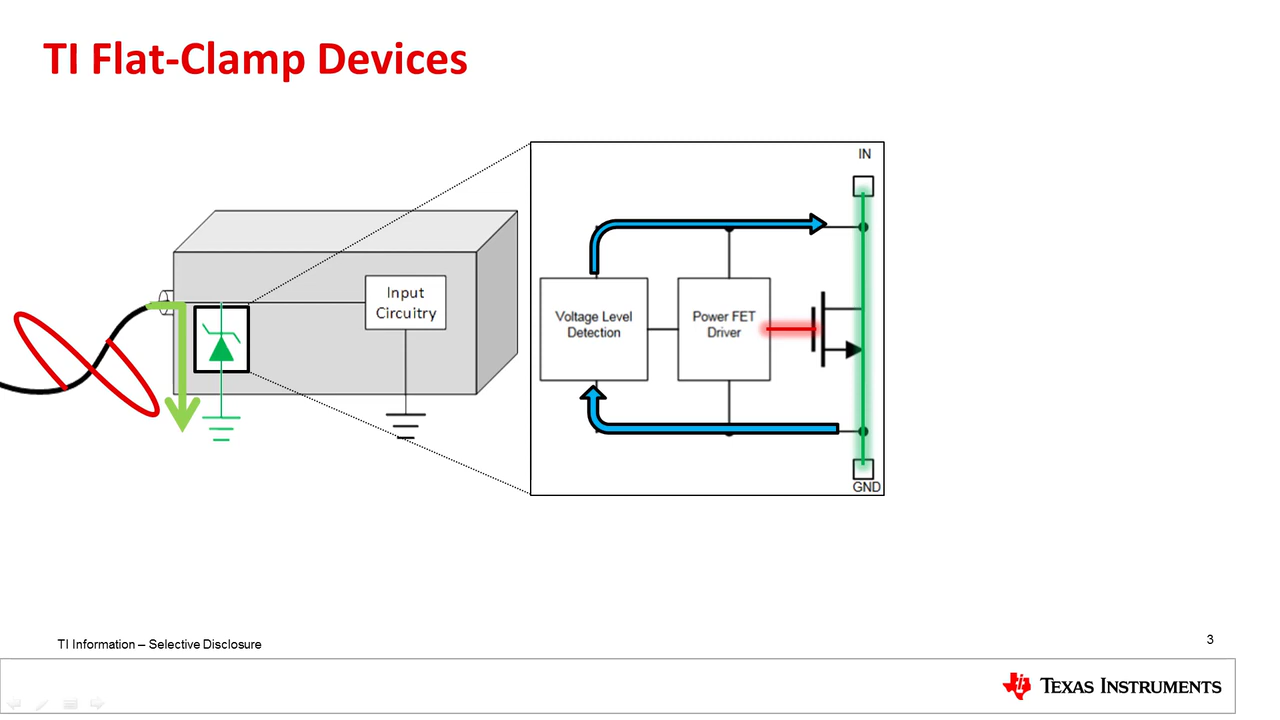 TI Flat-Clamp Devices
IN
Input
Circuitry
Voltage Level
Detection
Power FET
Driver
GND
TI Information – Selective Disclosure
3
TEXAS INSTRUMENTS